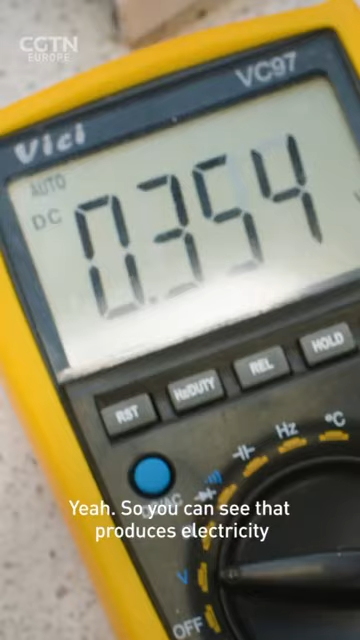 CGTN
EUROPE
VC97
Vici
AUTO
DC
0.354
RST
Hz/DUTY
REL
HOLD
°C
Hz
V
OFF
Yeah. So you can see that
produces electricity